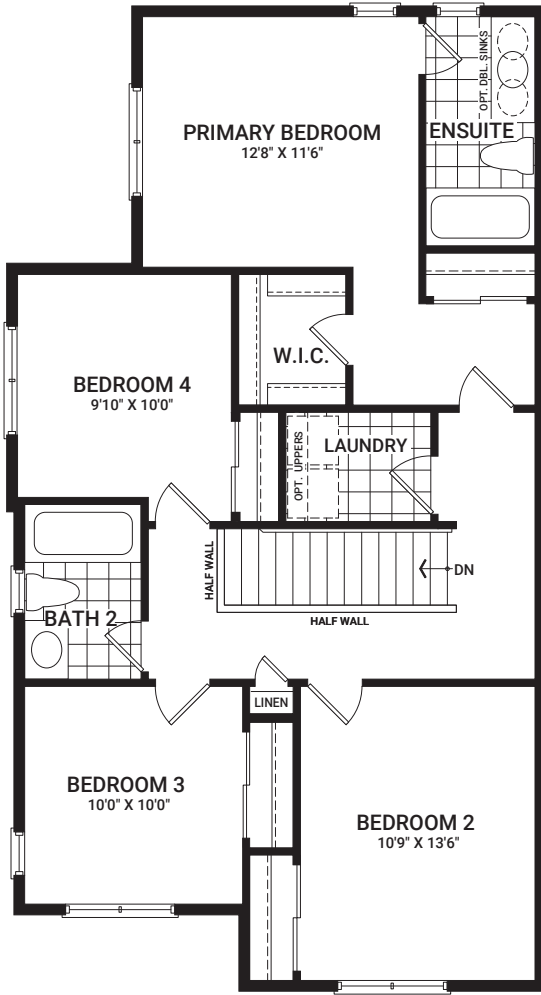 PRIMARY BEDROOM
12'8" X 11'6"
OPT. DBL. SINKS
ENSUITE
W.I.C.
BEDROOM 4
9'10" X 10'0"
OPT. UPPERS
LAUNDRY
HALF WALL
DN
HALF WALL
BATH 2
LINEN
BEDROOM 3
10'0" X 10'0"
BEDROOM 2
10'9" X 13'6"